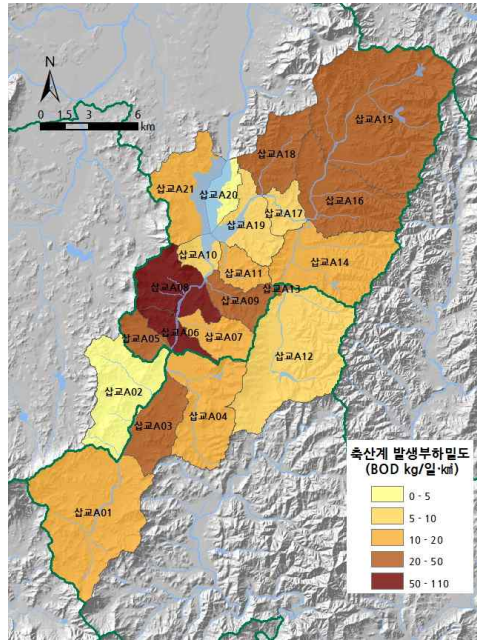 N
0 1.5 3 6
km
삽교A15
삽교A18
삽교A16
삽교A21
삽교A20
삽교A17
삽교A19
삽교A10
삽교A11
삽교A14
삽교A08
삽교A09
삽교A13
삽교A06
삽교A07
삽교A05
삽교A12
삽교A02
삽교A04
삽교A03
삽교A01
축산계 발생부하밀도
(BOD kg/일·㎢)
0 - 5
5 - 10
10 - 20
20 - 50
50 - 110